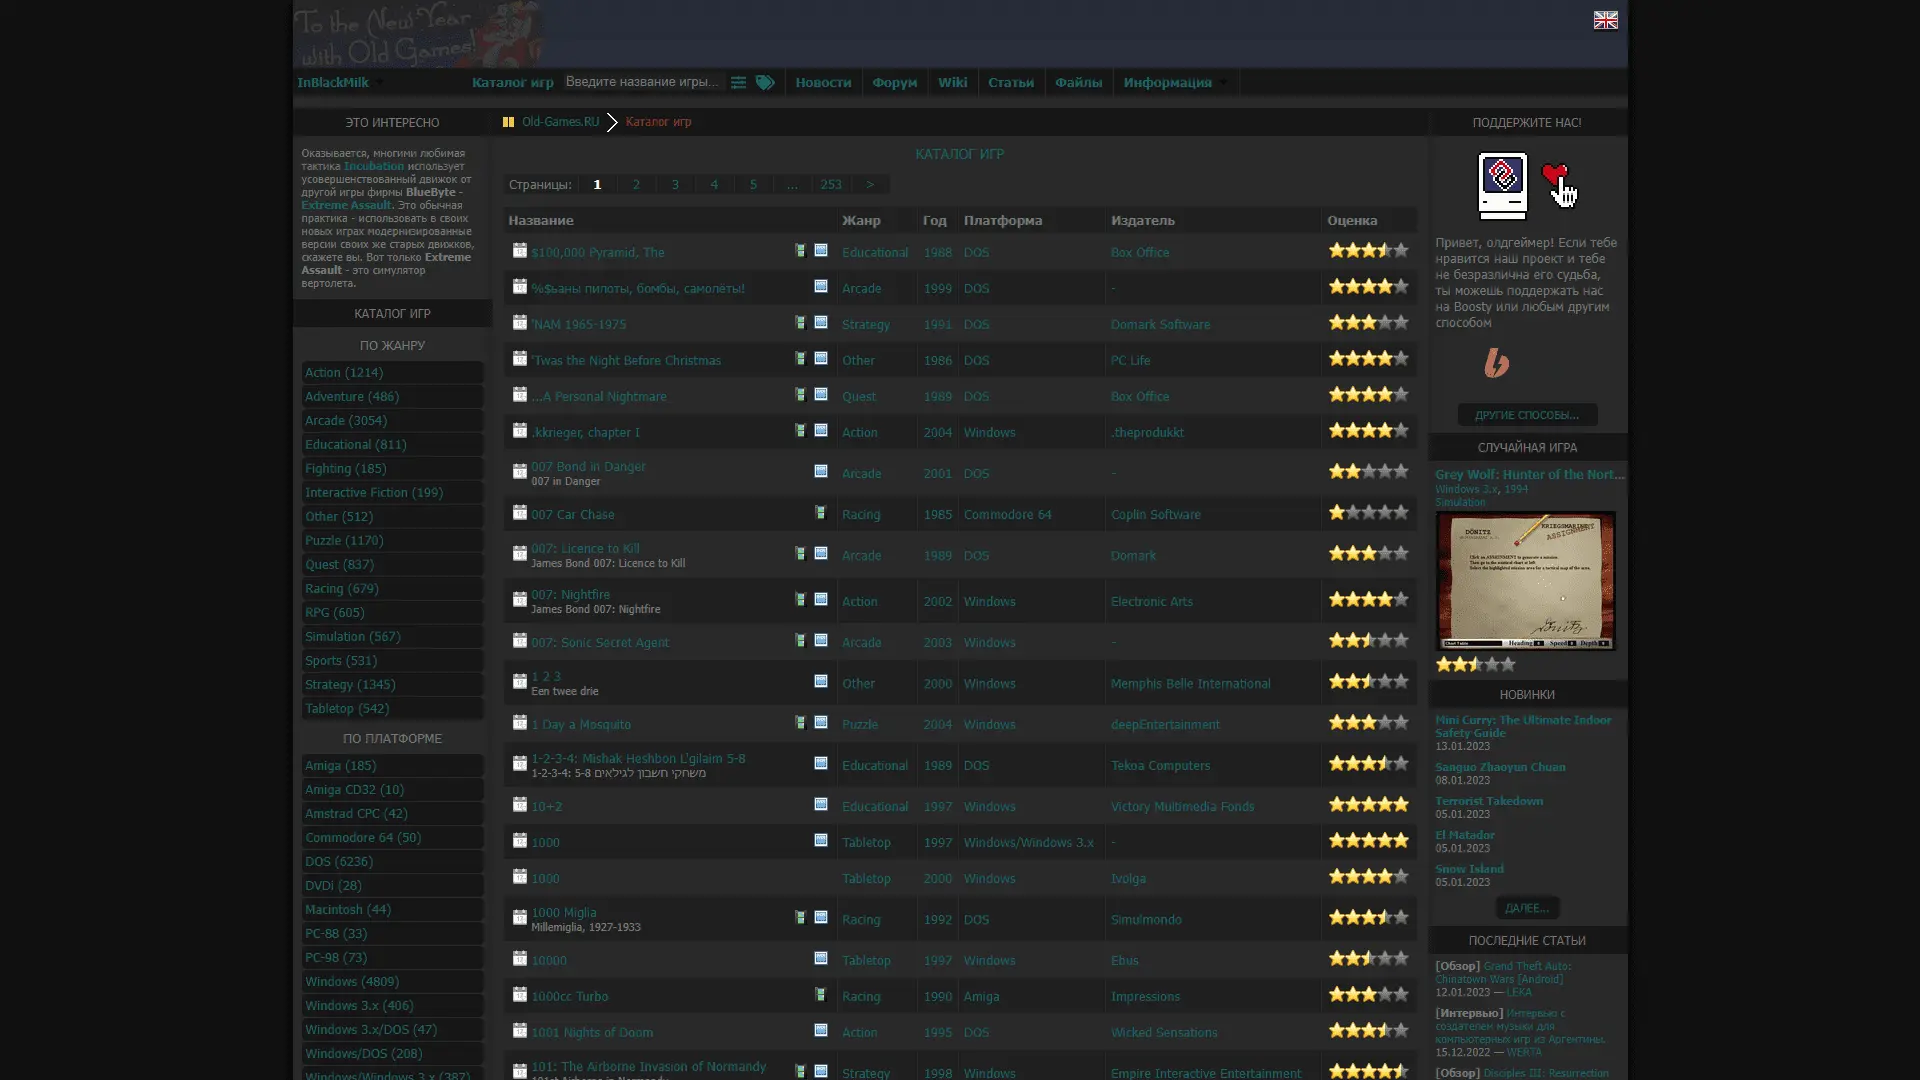 To the New Year
with Old Games!
InBlackMilk
Каталог игр
Введите название игры...
Новости
Форум
Wiki
Статьи
Файлы
Информация
ЭТО ИНТЕРЕСНО
Оказывается, многими любимая
тактика Incubation использует
усовершенствованный движок от
другой игры фирмы BlueByte -
Extreme Assault. Это обычная
практика - использовать в своих
новых играх модернизированные
версии своих же старых движков,
скажете вы. Вот только Extreme
Assault - это симулятор
вертолета.
КАТАЛОГ ИГР
ПО ЖАНРУ
Action (1214)
Adventure (486)
Arcade (3054)
Educational (811)
Fighting (185)
Interactive Fiction (199)
Other (512)
Puzzle (1170)
Quest (837)
Racing (679)
RPG (605)
Simulation (567)
Sports (531)
Strategy (1345)
Tabletop (542)
ПО ПЛАТФОРМЕ
Amiga (185)
Amiga CD32 (10)
Amstrad CPC (42)
Commodore 64 (50)
DOS (6236)
DVDi (28)
Macintosh (44)
PC-88 (33)
PC-98 (73)
Windows (4809)
Windows 3.x (406)
Windows 3.x/DOS (47)
Windows/DOS (208)
Windows/Windows 3.x (387)
Old-Games.RU
Каталог игр
КАТАЛОГ ИГР
Страницы: 1 2 3 4 5 ... 253 >
Название Жанр Год Платформа Издатель Оценка
$100,000 Pyramid, The Educational 1988 DOS Box Office
%$ьаны пилоты, бомбы, самолёты! Arcade 1999 DOS -
'NAM 1965-1975 Strategy 1991 DOS Domark Software
'Twas the Night Before Christmas Other 1986 DOS PC Life
...A Personal Nightmare Quest 1989 DOS Box Office
.kkrieger, chapter I Action 2004 Windows .theprodukkt
007 Bond in Danger Arcade 2001 DOS -
007 in Danger
007 Car Chase Racing 1985 Commodore 64 Coplin Software
007: Licence to Kill Arcade 1989 DOS Domark
James Bond 007: Licence to Kill
007: Nightfire Action 2002 Windows Electronic Arts
James Bond 007: Nightfire
007: Sonic Secret Agent Arcade 2003 Windows -
1 2 3 Other 2000 Windows Memphis Belle International
Een twee drie
1 Day a Mosquito Puzzle 2004 Windows deepEntertainment
1-2-3-4: Mishak Heshbon L'gilaim 5-8 Educational 1989 DOS Tekoa Computers
1-2-3-4: משחקי חשבון לגילאים 5-8
10+2 Educational 1997 Windows Victory Multimedia Fonds
1000 Tabletop 1997 Windows/Windows 3.x -
1000 Tabletop 2000 Windows Ivolga
1000 Miglia Racing 1992 DOS Simulmondo
Millemiglia, 1927-1933
10000 Tabletop 1997 Windows Ebus
1000cc Turbo Racing 1990 Amiga Impressions
1001 Nights of Doom Action 1995 DOS Wicked Sensations
101: The Airborne Invasion of Normandy Strategy 1998 Windows Empire Interactive Entertainment
ПОДДЕРЖИТЕ НАС!
Привет, олдгеймер! Если тебе
нравится наш проект и тебе
не безразлична его судьба,
ты можешь поддержать нас
на Boosty или любым другим
способом
ДРУГИЕ СПОСОБЫ...
СЛУЧАЙНАЯ ИГРА
Grey Wolf: Hunter of the Nort...
Windows 3.x, 1994
Simulation
DÖNITZ
KRIEGSMARINE
ASSIGNMENT
Heading Speed Depth
НОВИНКИ
Mini Curry: The Ultimate Indoor
Safety Guide
13.01.2023
Sanguo Zhaoyun Chuan
08.01.2023
Terrorist Takedown
05.01.2023
El Matador
05.01.2023
Snow Island
05.01.2023
ДАЛЕЕ...
ПОСЛЕДНИЕ СТАТЬИ
[Обзор] Grand Theft Auto:
Chinatown Wars [Android]
12.01.2023 — LEKA
[Интервью] Интервью с
создателем музыки для
компьютерных игр из Аргентины.
15.12.2022 — WERTA
[Обзор] Disciples III: Resurrection